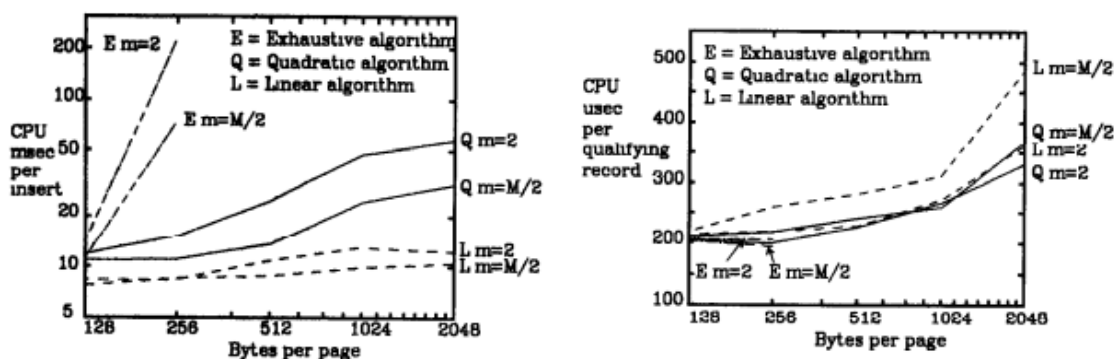 200
100
50
20
10
5
CPU
msec
per
insert
E m=2
E = Exhaustive algorithm
Q = Quadratic algorithm
L = Linear algorithm
E m=M/2
Q m=2
Q m=M/2
L m=2
L m=M/2
128 256 512 1024 2048
Bytes per page
500
400
300
200
100
CPU
usec
per
qualifying
record
E = Exhaustive algorithm
Q = Quadratic algorithm
L = Linear algorithm
L m=M/2
Q m=M/2
L m=2
Q m=2
E m=2 E m=M/2
128 256 512 1024 2048
Bytes per page